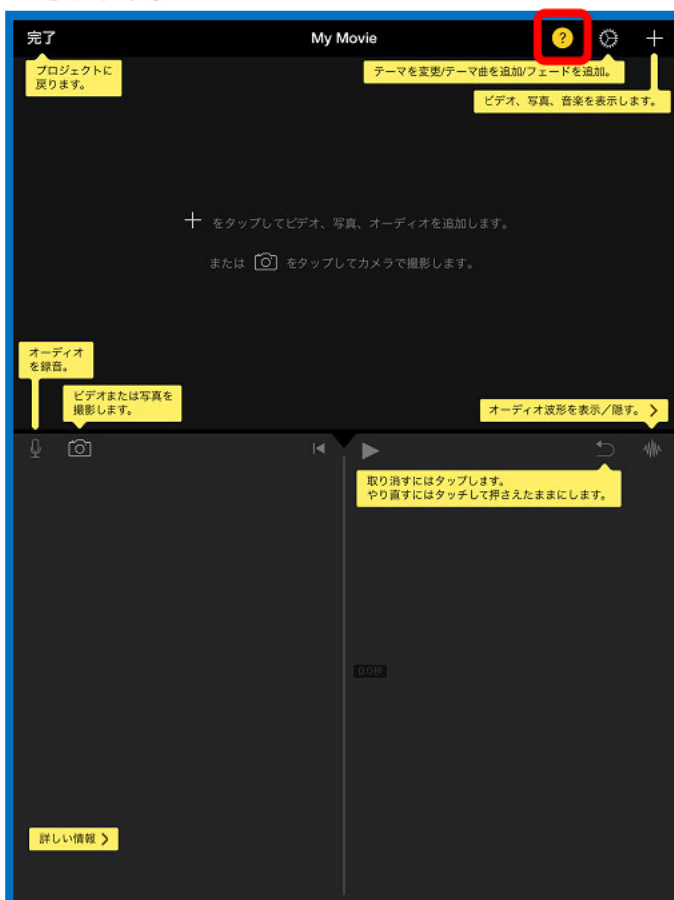 完了
My Movie
?
プロジェクトに
戻ります。
テーマを変更/テーマ曲を追加/フェードを追加。
ビデオ、写真、音楽を表示します。
+ をタップしてビデオ、写真、オーディオを追加します。
または をタップしてカメラで撮影します。
オーディオ
を録音。
ビデオまたは写真を
撮影します。
オーディオ波形を表示／隠す。
取り消すにはタップします。
やり直すにはタッチして押さえたままにします。
0.0秒
詳しい情報